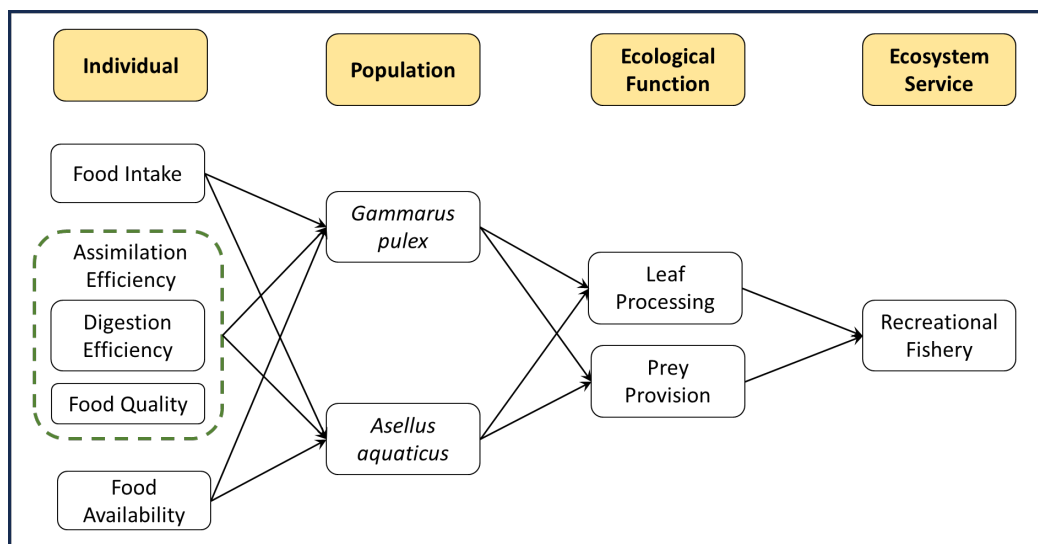 Individual
Population
Ecological
Function
Ecosystem
Service
Food Intake
Assimilation
Efficiency
Digestion
Efficiency
Food Quality
Food
Availability
Gammarus
pulex
Asellus
aquaticus
Leaf
Processing
Prey
Provision
Recreational
Fishery